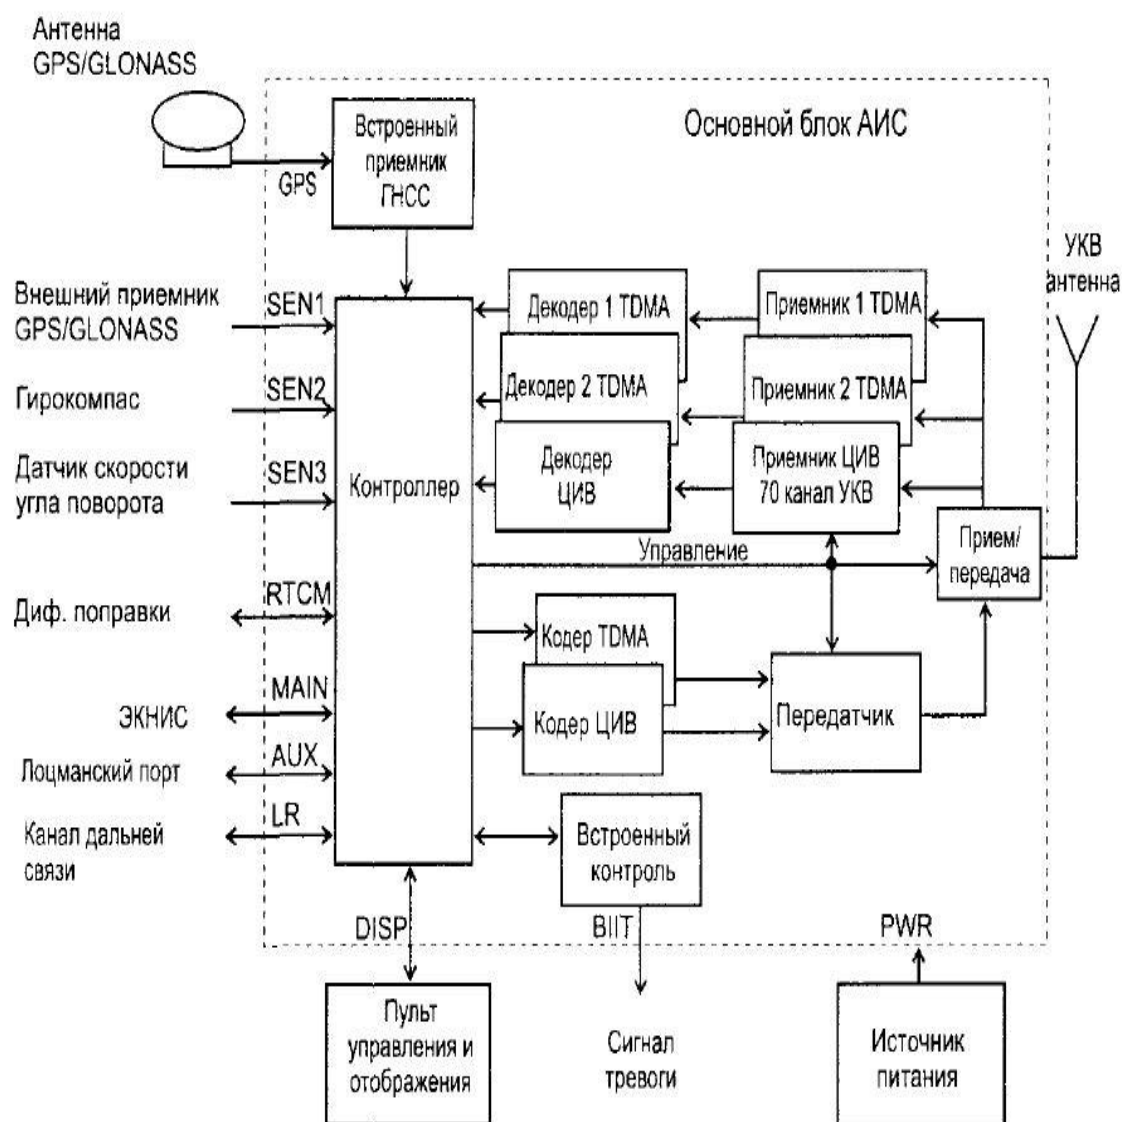 Антенна
GPS/GLONASS
Основной блок АИС
Встроенный
приемник
ГНСС
GPS
УКВ
антенна
Внешний приемник
GPS/GLONASS
SEN1
Декодер 1 TDMA
Приемник 1 TDMA
Гирокомпас
SEN2
Декодер 2 TDMA
Приемник 2 TDMA
Датчик скорости
угла поворота
SEN3
Контроллер
Декодер
ЦИВ
Приемник ЦИВ
70 канал УКВ
Управление
Прием/
передача
Диф. поправки
RTCM
Кодер TDMA
ЭКНИС
MAIN
Кодер ЦИВ
Передатчик
Лоцманский порт
AUX
Канал дальней
связи
LR
Встроенный
контроль
DISP
BIIT
PWR
Пульт
управления и
отображения
Сигнал
тревоги
Источник
питания